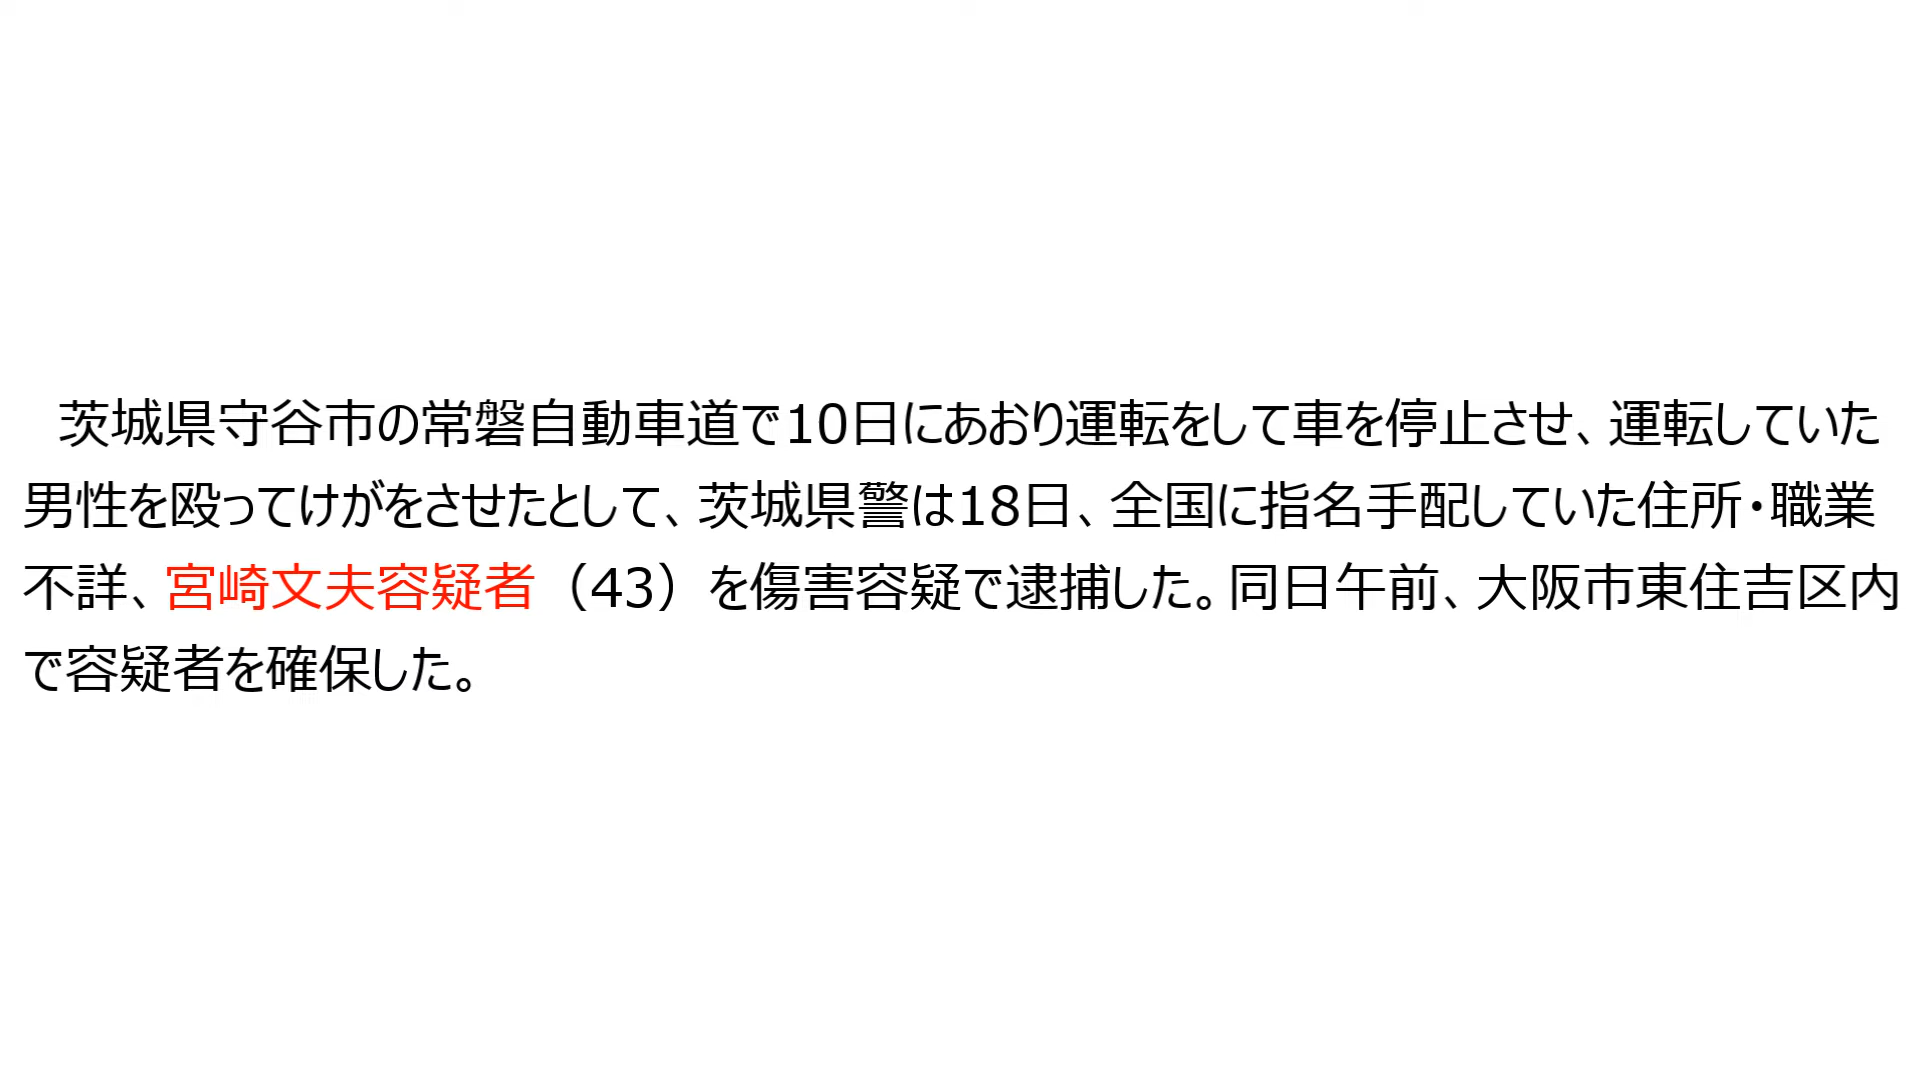 茨城県守谷市の常磐自動車道で10日にあおり運転をして車を停止させ、運転していた
男性を殴ってけがをさせたとして、茨城県警は18日、全国に指名手配していた住所・職業
不詳、宮崎文夫容疑者（43）を傷害容疑で逮捕した。同日午前、大阪市東住吉区内
で容疑者を確保した。